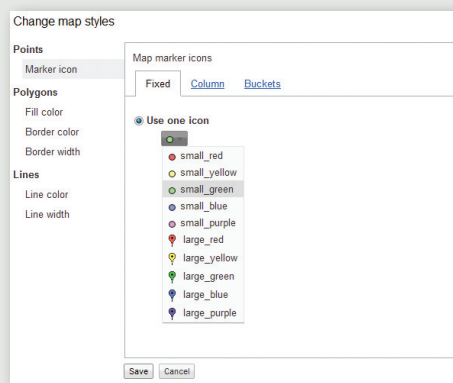 Change map styles
Points
Marker icon
Polygons
Fill color
Border color
Border width
Lines
Line color
Line width
Map marker icons
Fixed Column Buckets
Use one icon
small_red
small_yellow
small_green
small_blue
small_purple
large_red
large_yellow
large_green
large_blue
large_purple
Save Cancel